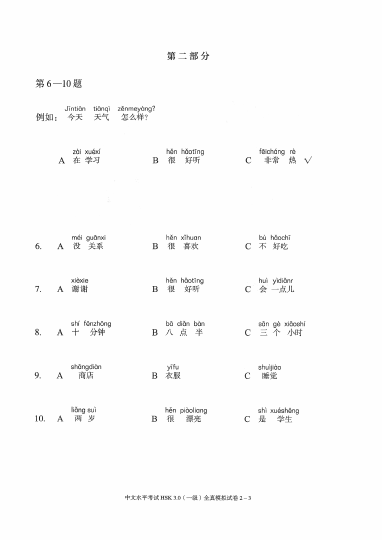 第二部分
第 6—10 题
Jīntiān tiānqì zěnmeyàng?
例如： 今天 天气 怎么样？
zài xuéxí hěn hǎotīng fēicháng rè
A 在 学习 B 很 好听 C 非常 热 √
méi guānxi hěn xǐhuan bù hǎochī
6. A 没 关系 B 很 喜欢 C 不 好吃
xièxie hěn hǎotīng huì yìdiǎnr
7. A 谢谢 B 很 好听 C 会 一点儿
shí fēnzhōng bā diǎn bàn sān gè xiǎoshí
8. A 十 分钟 B 八 点 半 C 三 个 小时
shāngdiàn yīfu shuìjiào
9. A 商店 B 衣服 C 睡觉
liǎng suì hěn piàoliang shì xuésheng
10. A 两 岁 B 很 漂亮 C 是 学生
中文水平考试 HSK 3.0（一级）全真模拟试卷 2 - 3